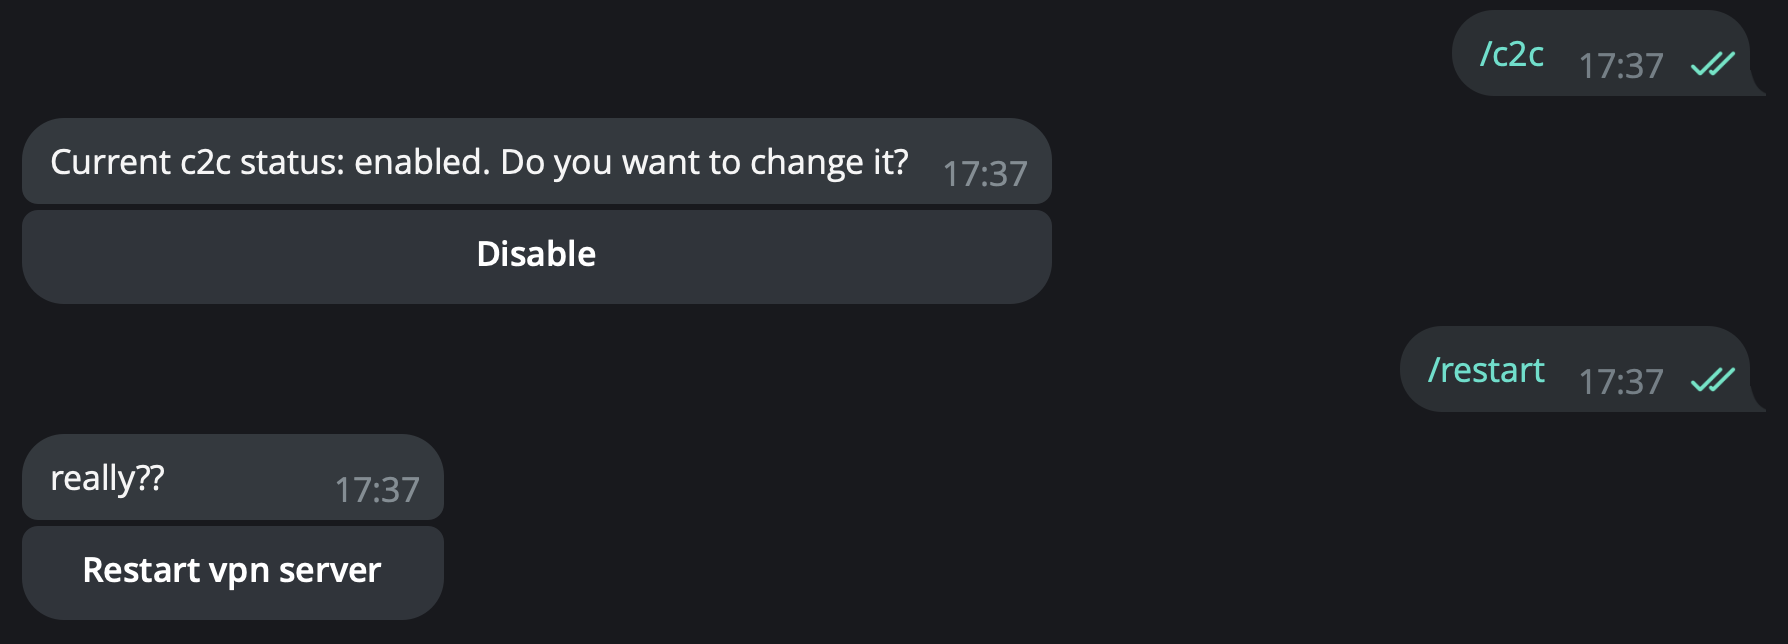 /c2c 17:37
Current c2c status: enabled. Do you want to change it? 17:37
Disable
/restart 17:37
really?? 17:37
Restart vpn server